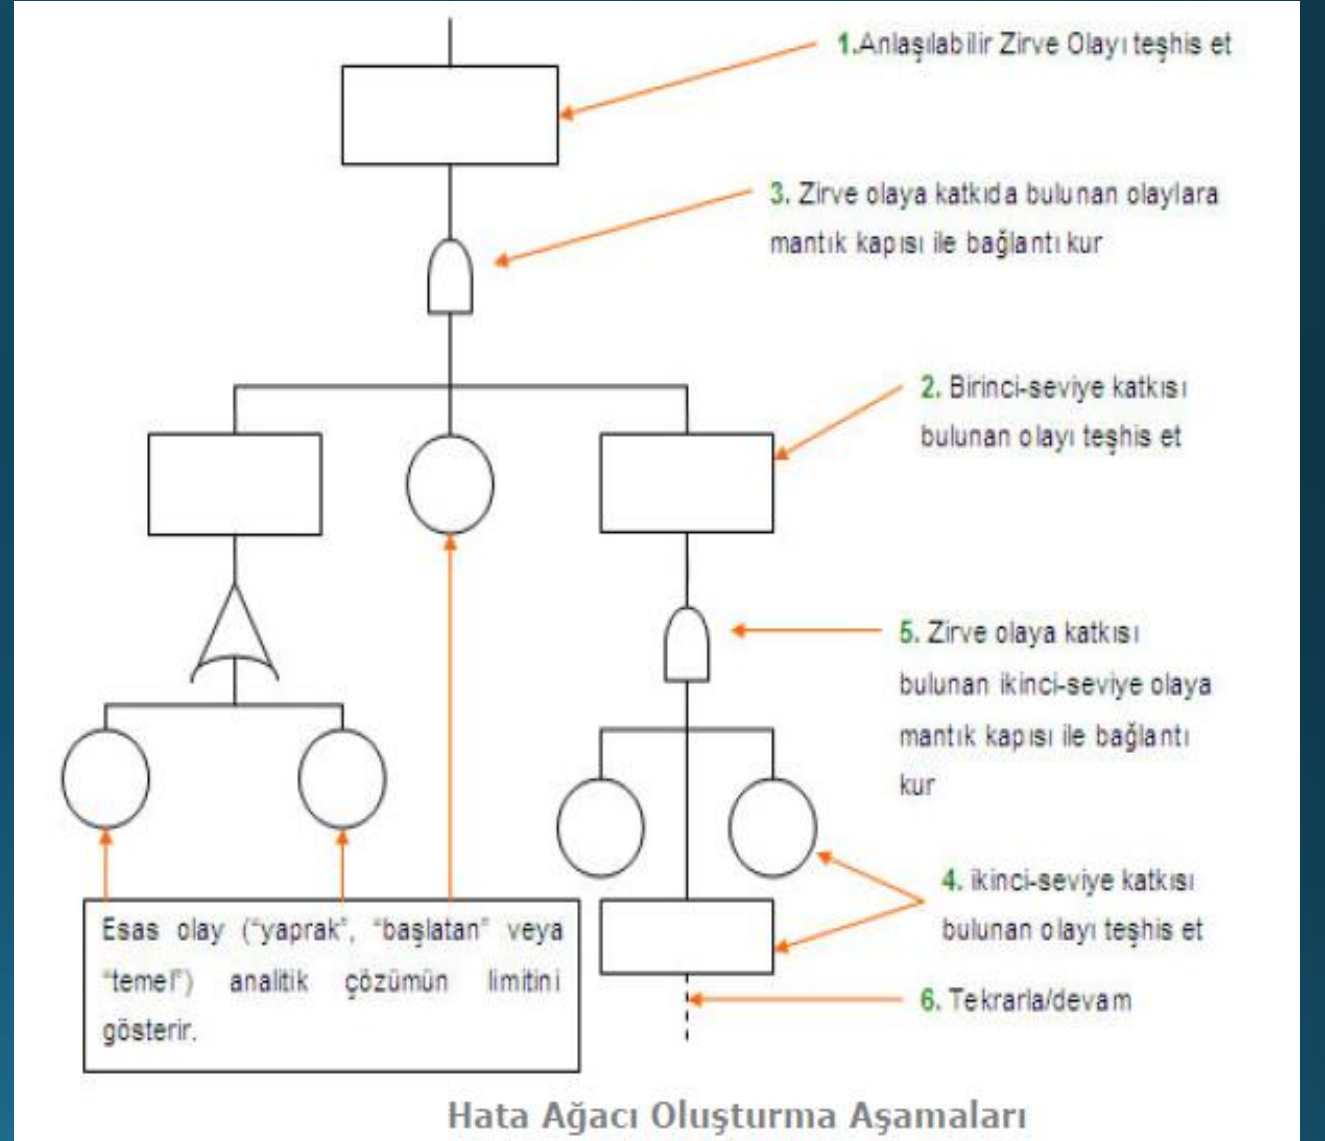 1.Anlaşılabilir Zirve Olayı teşhis et
3. Zirve olaya katkıda bulunan olaylara
mantık kapısı ile bağlantı kur
2. Birinci-seviye katkısı
bulunan olayı teşhis et
5. Zirve olaya katkısı
bulunan ikinci-seviye olaya
mantık kapısı ile bağlantı
kur
4. ikinci-seviye katkısı
bulunan olayı teşhis et
6. Tekrarla/devam
Esas olay (“yaprak”, “başlatan” veya
“temel”) analitik çözümün limitini
gösterir.
Hata Ağacı Oluşturma Aşamaları